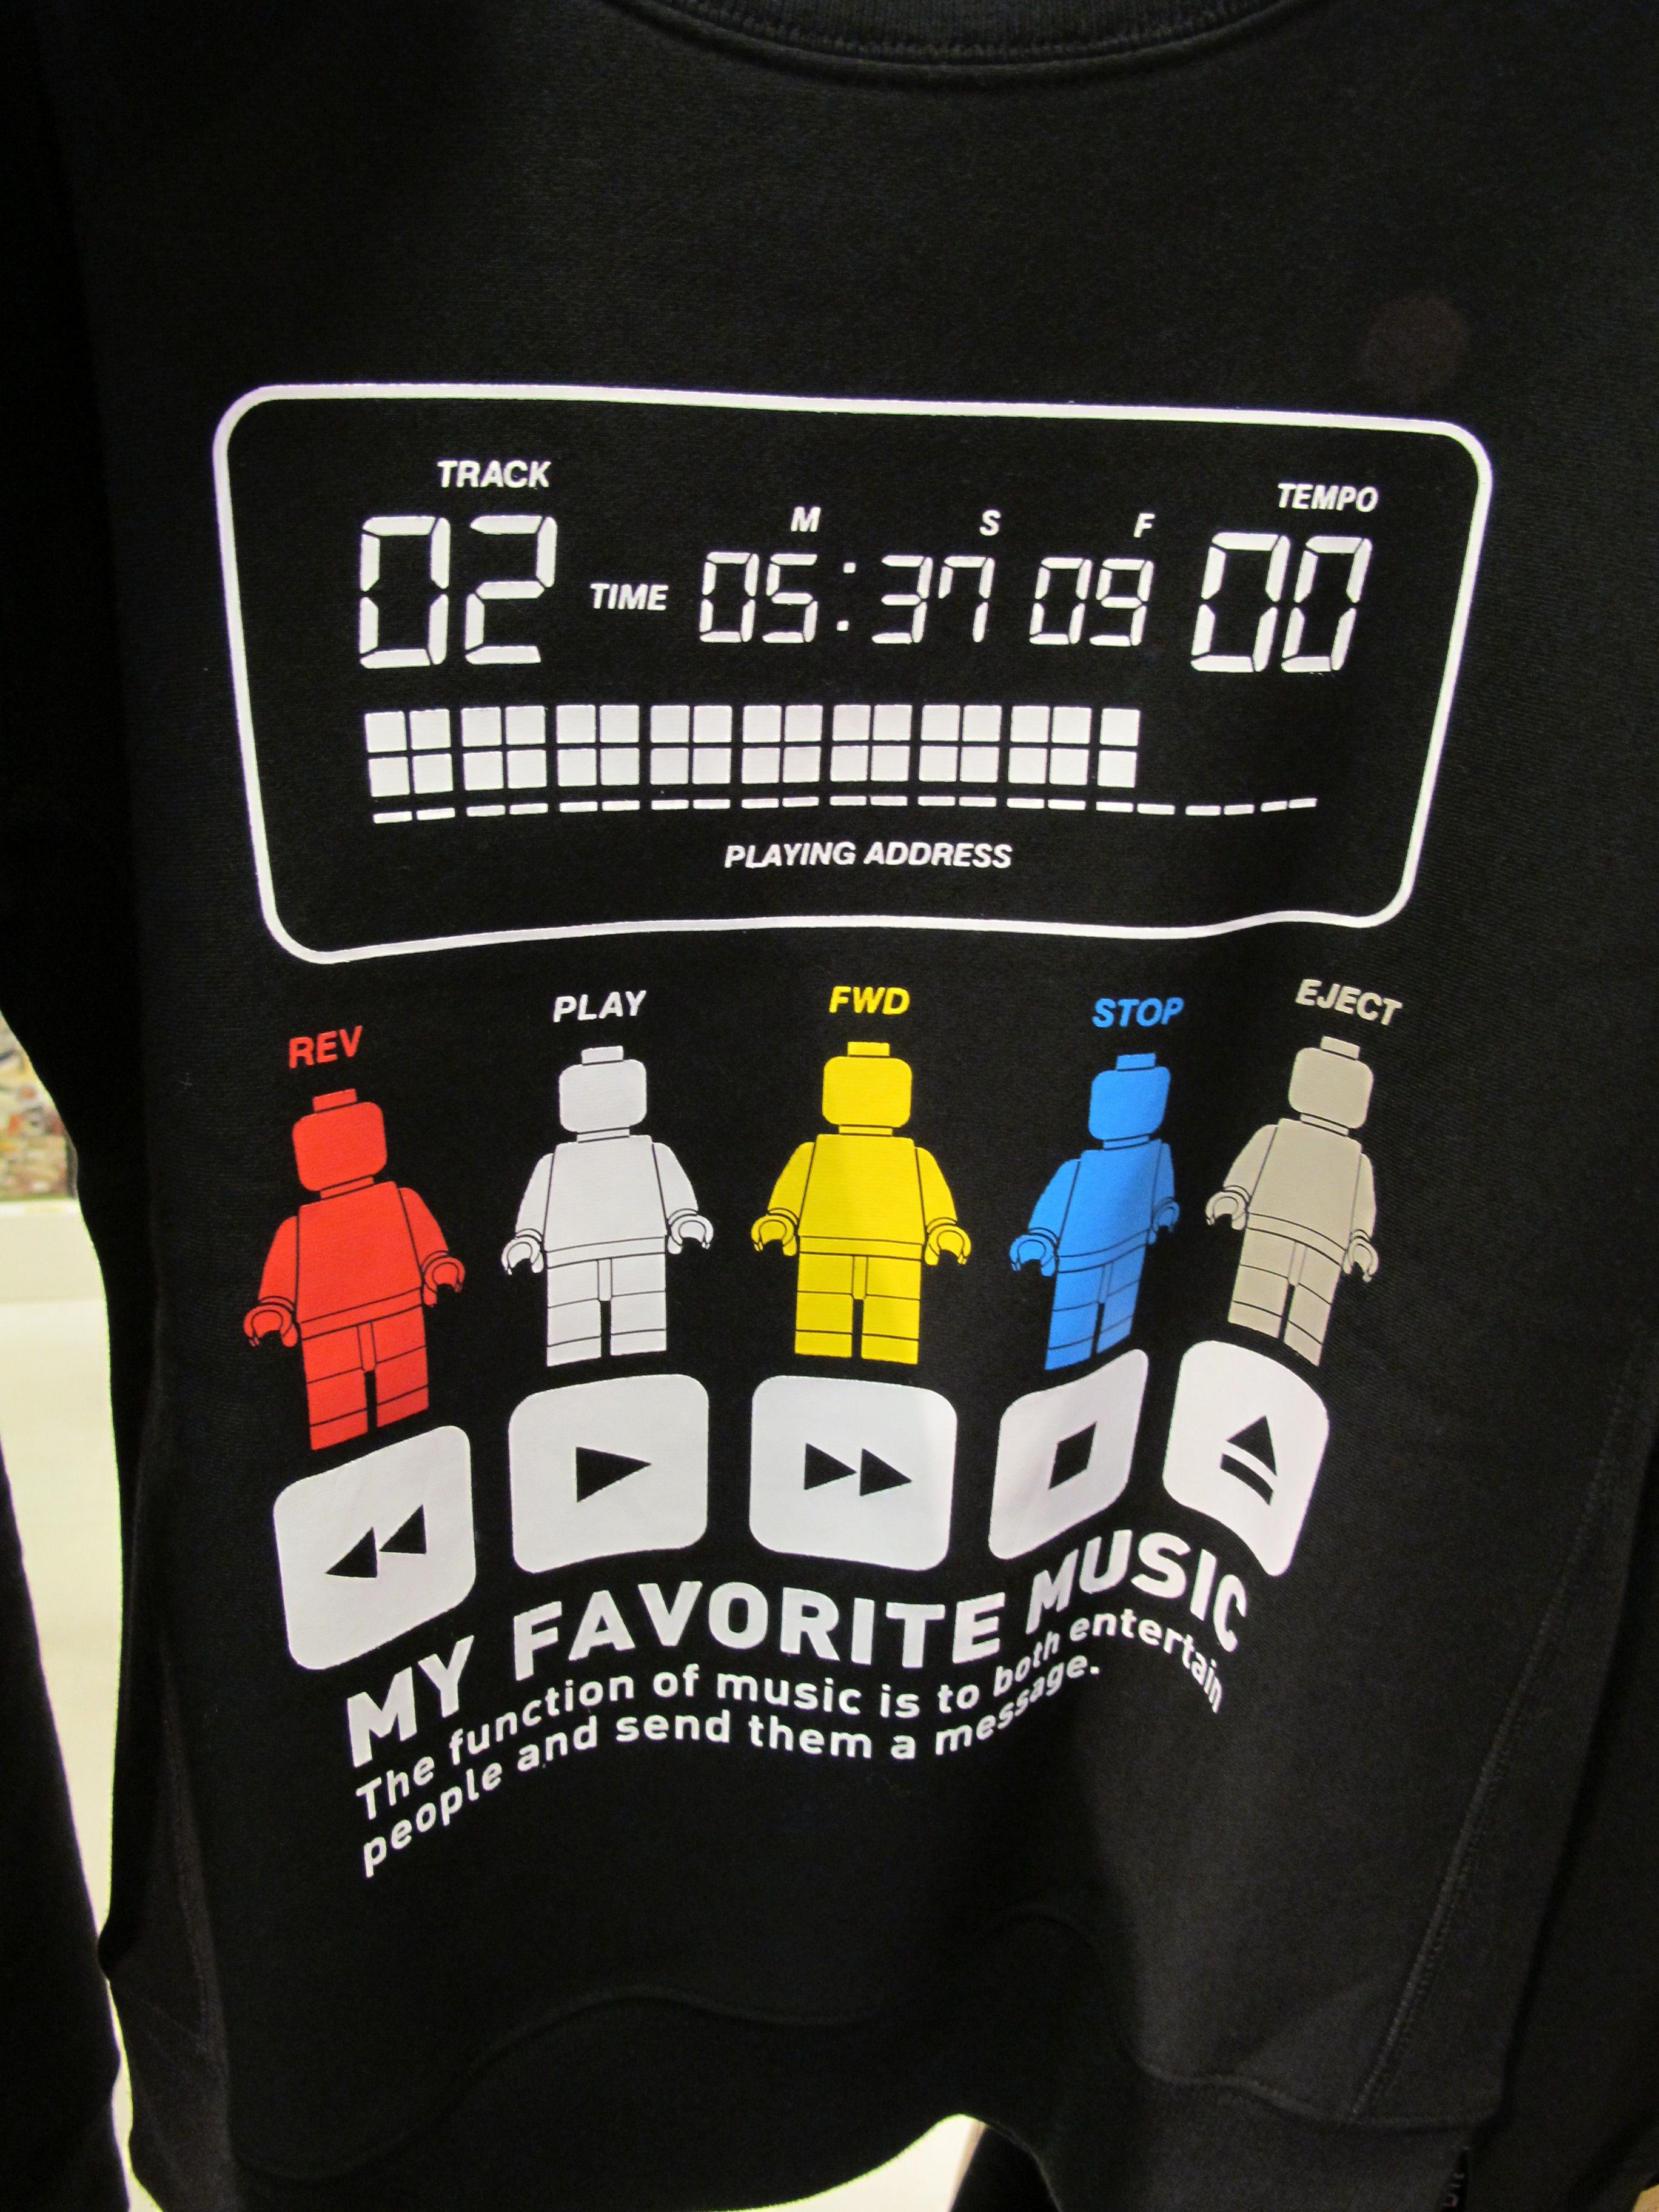 TRACK
TEMPO
M S F
02 TIME 05:37 09 00
PLAYING ADDRESS
REV PLAY FWD STOP EJECT
MY FAVORITE MUSIC
The function of music is to both entertain
people and send them a message.